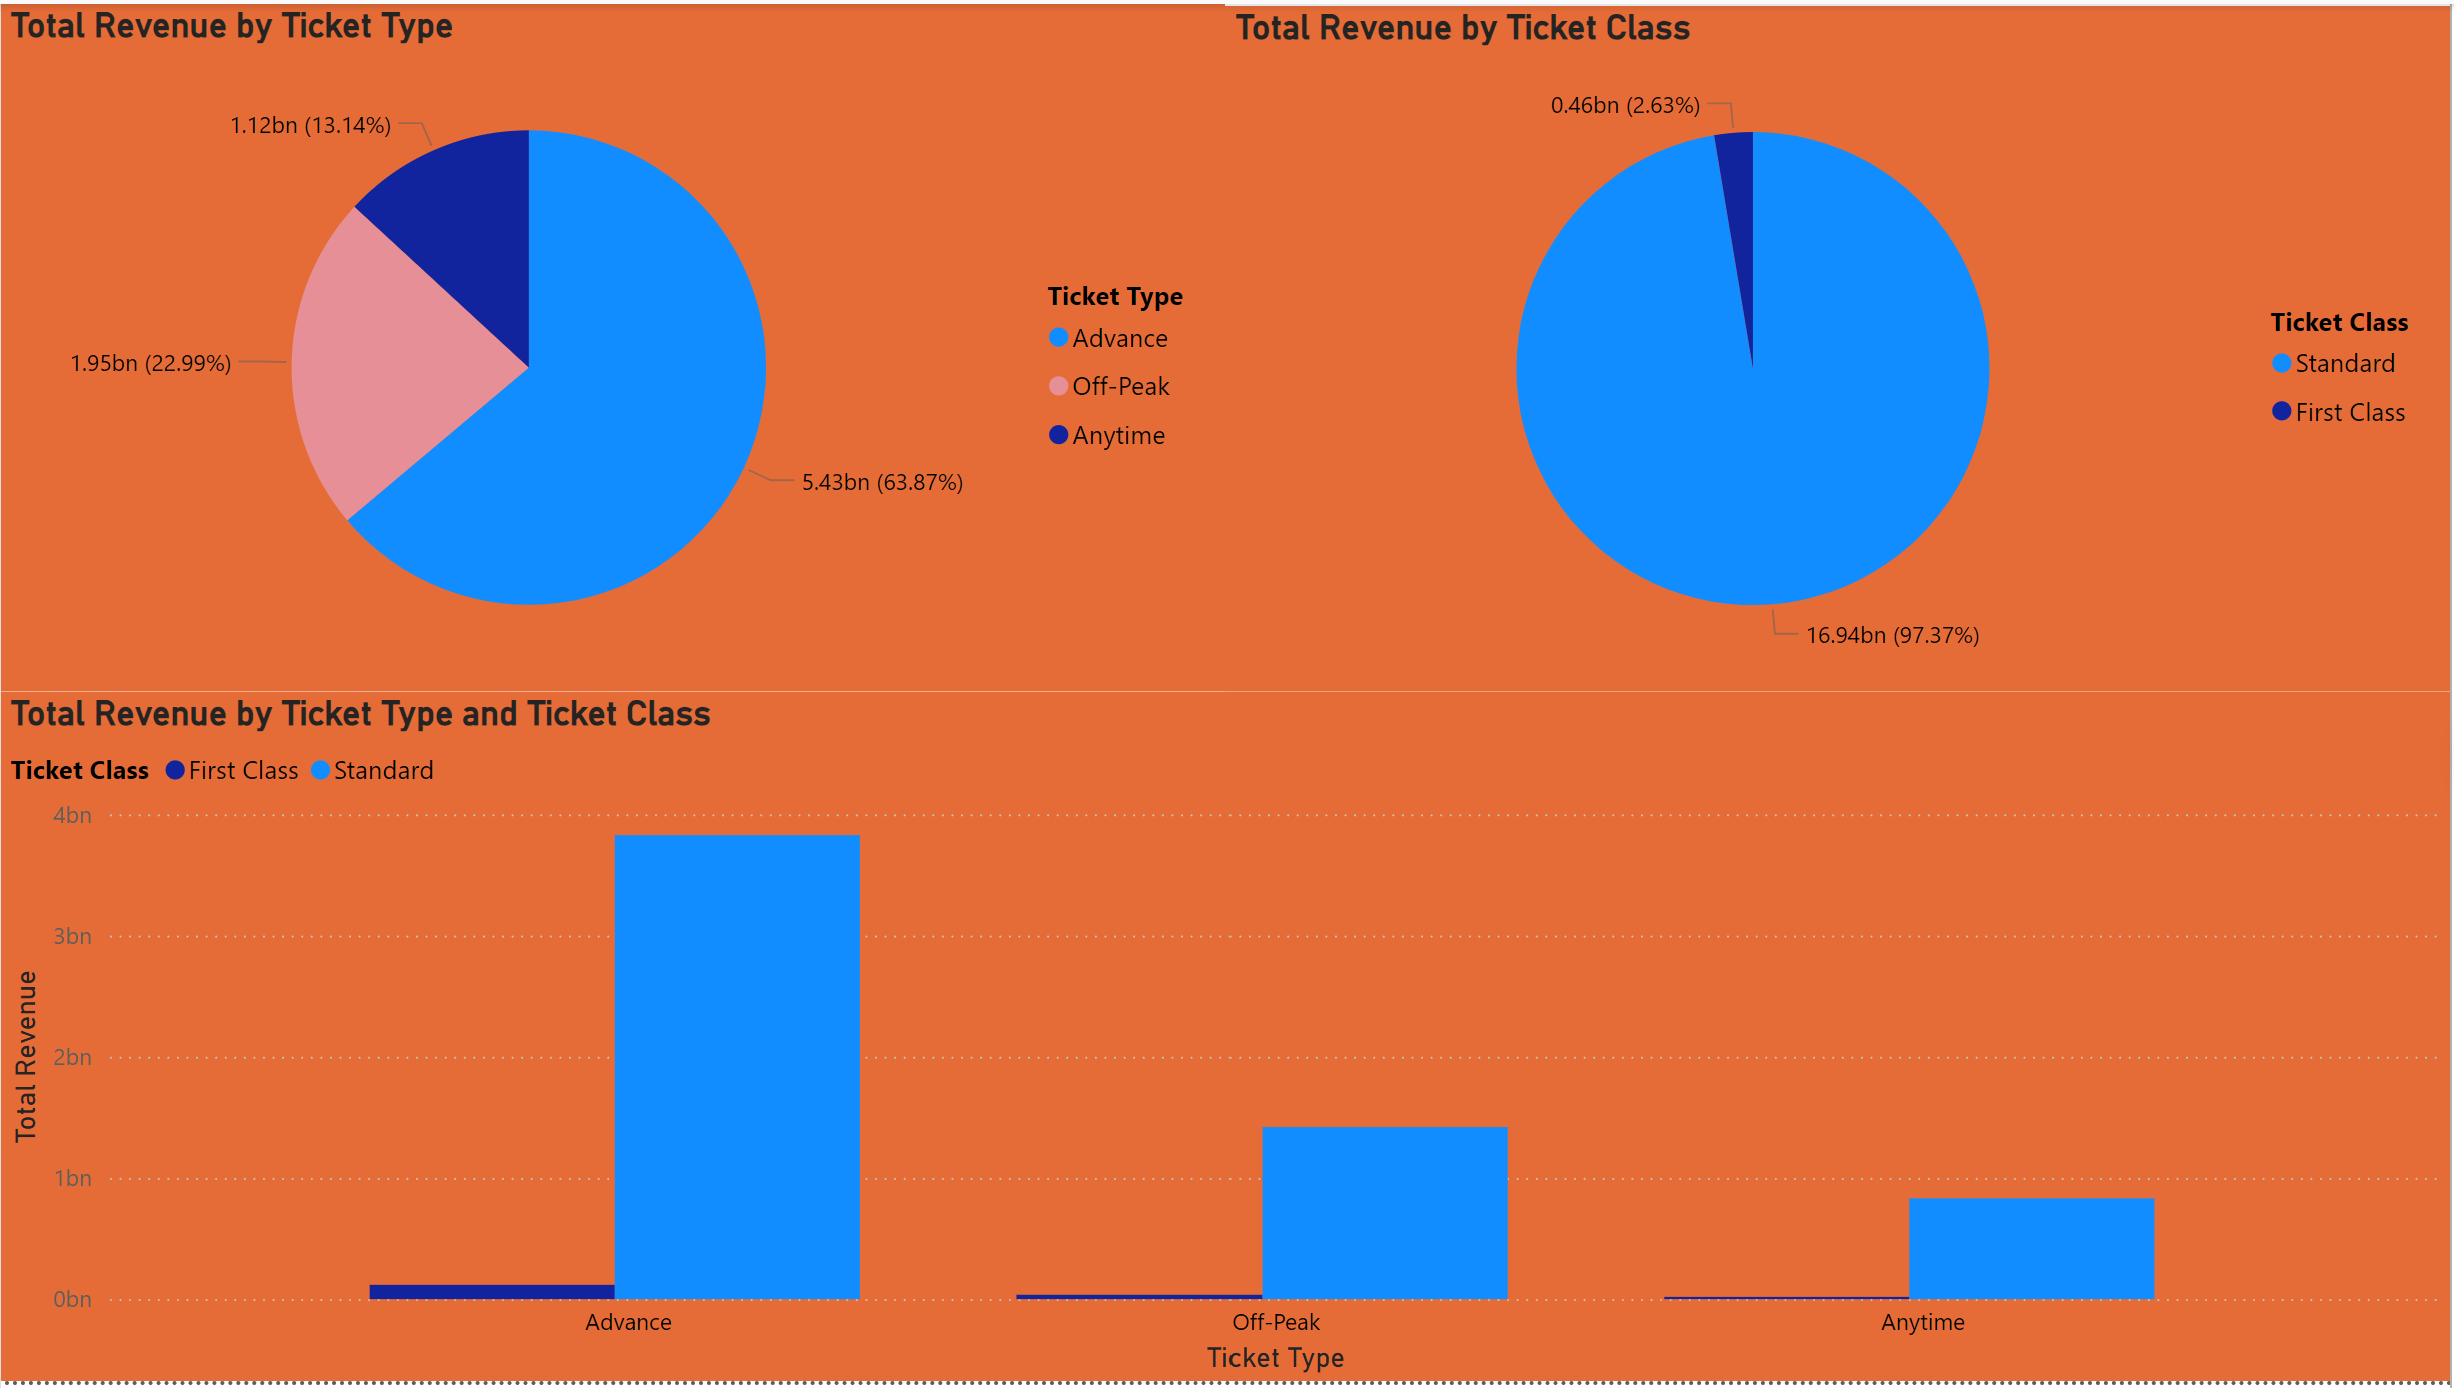 Total Revenue by Ticket Type
1.12bn (13.14%)
1.95bn (22.99%)
5.43bn (63.87%)
Ticket Type
Advance
Off-Peak
Anytime
Total Revenue by Ticket Class
0.46bn (2.63%)
16.94bn (97.37%)
Ticket Class
Standard
First Class
Total Revenue by Ticket Type and Ticket Class
Ticket Class First Class Standard
4bn
3bn
2bn
1bn
0bn
Total Revenue
Advance Off-Peak Anytime
Ticket Type